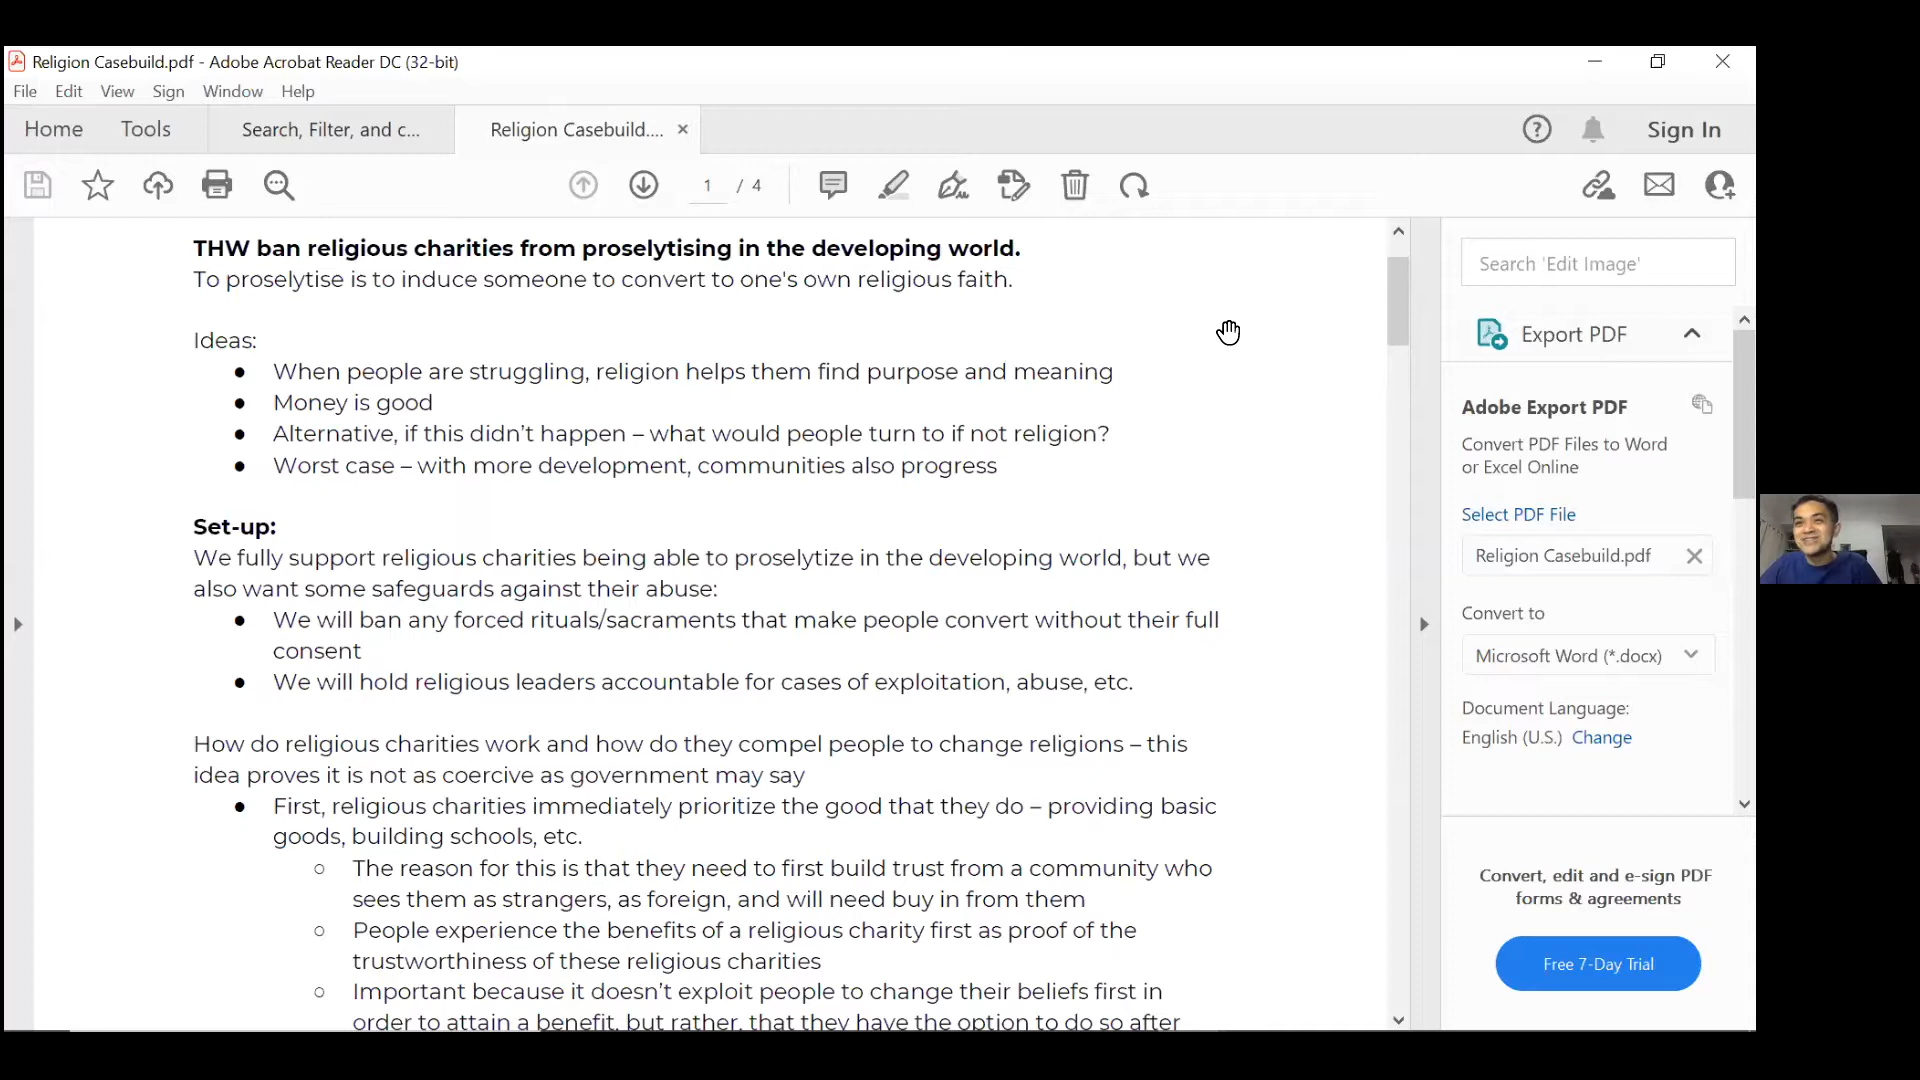 Religion Casebuild.pdf - Adobe Acrobat Reader DC (32-bit)
File Edit View Sign Window Help
Home Tools Search, Filter, and c... Religion Casebuild.... Sign In
1 / 4
THW ban religious charities from proselytising in the developing world.
To proselytise is to induce someone to convert to one's own religious faith.
Ideas:
● When people are struggling, religion helps them find purpose and meaning
● Money is good
● Alternative, if this didn't happen – what would people turn to if not religion?
● Worst case – with more development, communities also progress
Set-up:
We fully support religious charities being able to proselytize in the developing world, but we
also want some safeguards against their abuse:
● We will ban any forced rituals/sacraments that make people convert without their full
consent
● We will hold religious leaders accountable for cases of exploitation, abuse, etc.
How do religious charities work and how do they compel people to change religions – this
idea proves it is not as coercive as government may say
● First, religious charities immediately prioritize the good that they do – providing basic
goods, building schools, etc.
○ The reason for this is that they need to first build trust from a community who
sees them as strangers, as foreign, and will need buy in from them
○ People experience the benefits of a religious charity first as proof of the
trustworthiness of these religious charities
○ Important because it doesn't exploit people to change their beliefs first in
order to attain a benefit, but rather, that they have the option to do so after
Search 'Edit Image'
Export PDF
Adobe Export PDF
Convert PDF Files to Word
or Excel Online
Select PDF File
Religion Casebuild.pdf
Convert to
Microsoft Word (*.docx)
Document Language:
English (U.S.) Change
Convert, edit and e-sign PDF
forms & agreements
Free 7-Day Trial